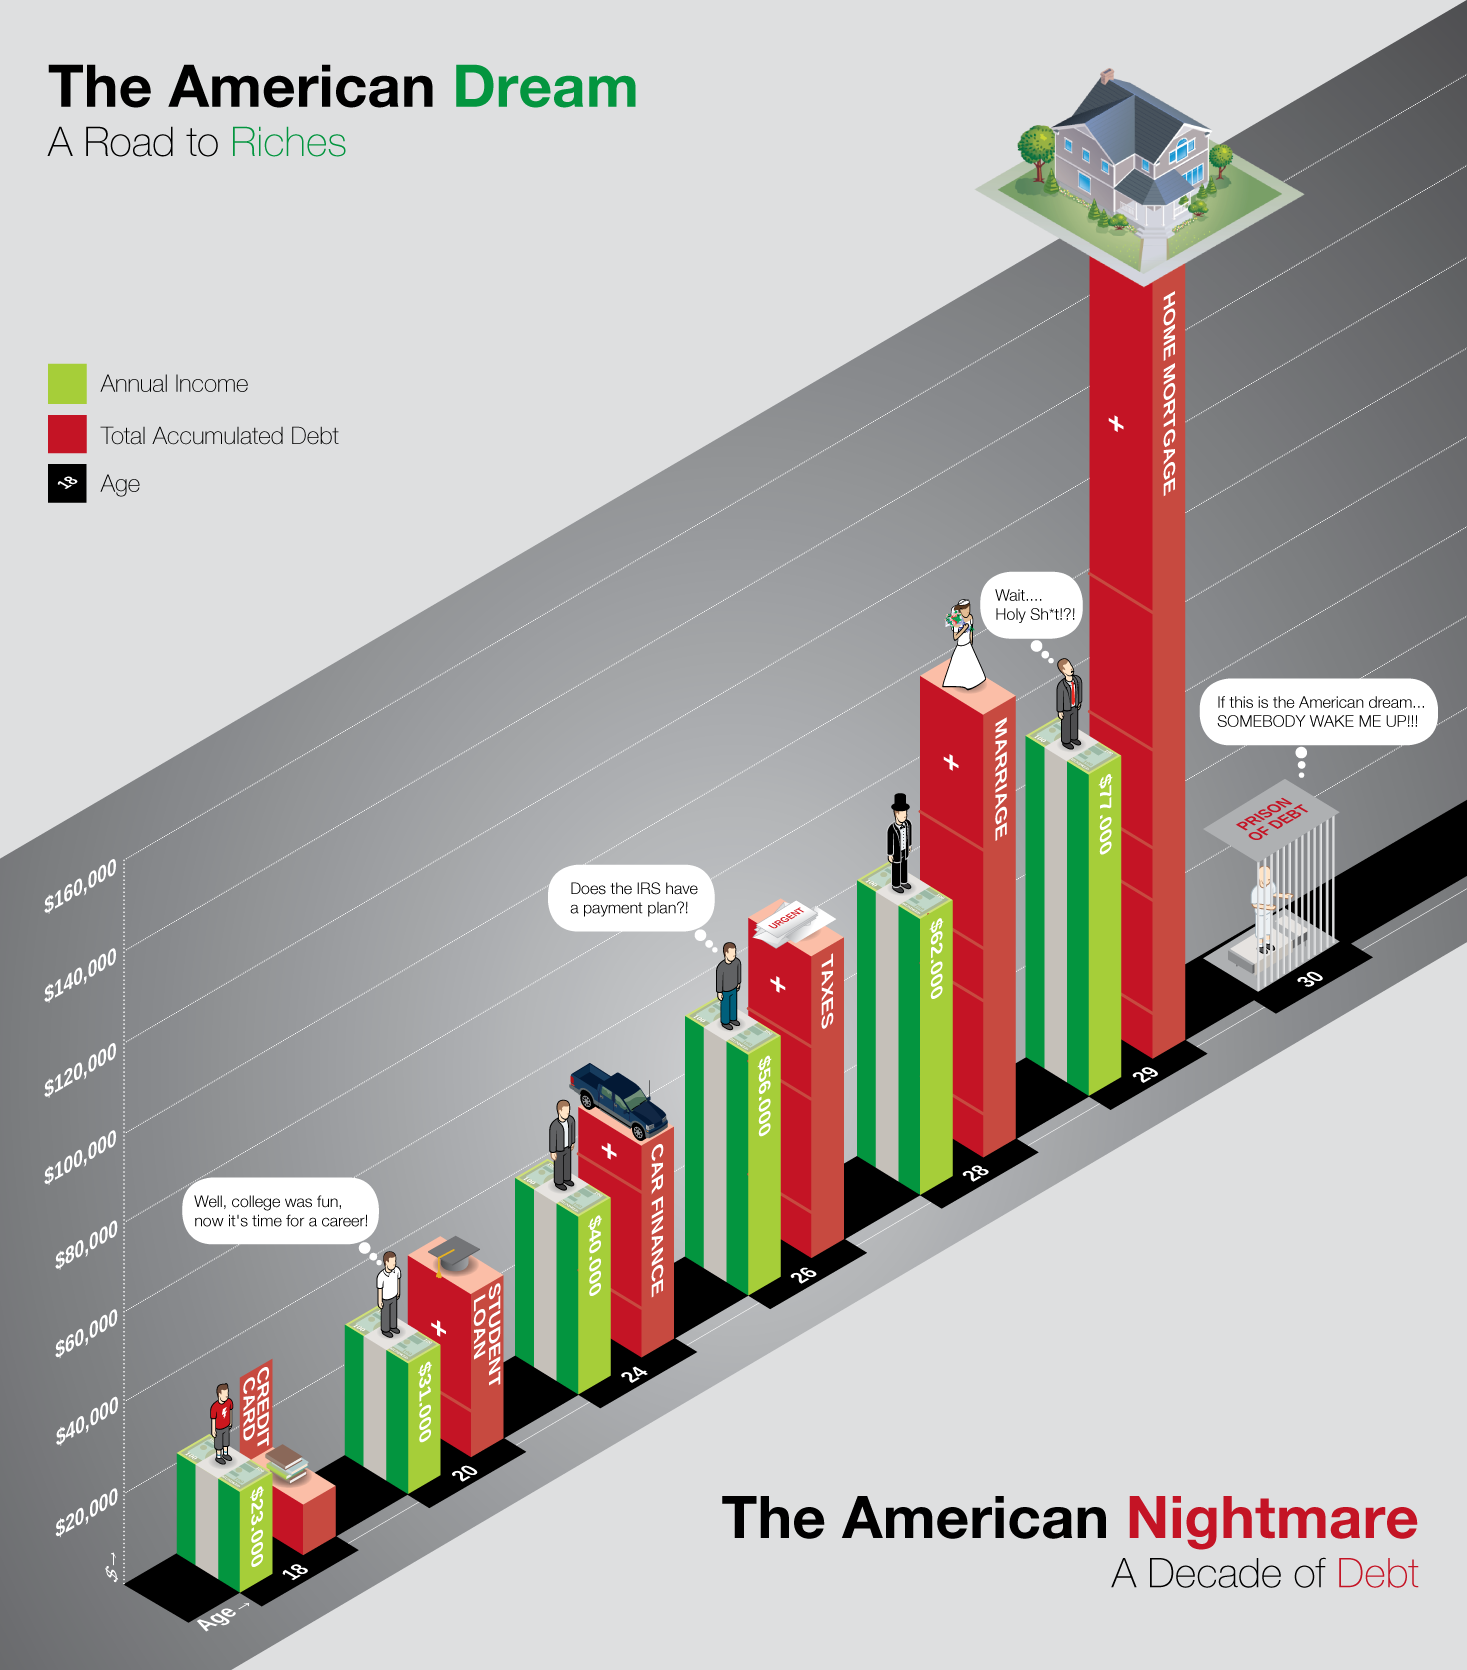 The American Dream
A Road to Riches
Annual Income
Total Accumulated Debt
18
Age
HOME MORTGAGE
+
Wait....
Holy Sh*t!?!
If this is the American dream...
SOMEBODY WAKE ME UP!!!
MARRIAGE
+
$77.000
PRISON
OF DEBT
Does the IRS have
a payment plan?!
URGENT
TAXES
+
$62.000
$160,000
$140,000
$120,000
$100,000
$80,000
$60,000
$40,000
$20,000
$→
30
29
28
$56.000
26
CAR FINANCE
+
$40.000
24
Well, college was fun,
now it's time for a career!
STUDENT
LOAN
+
$31.000
20
CREDIT
CARD
$23.000
18
Age →
The American Nightmare
A Decade of Debt